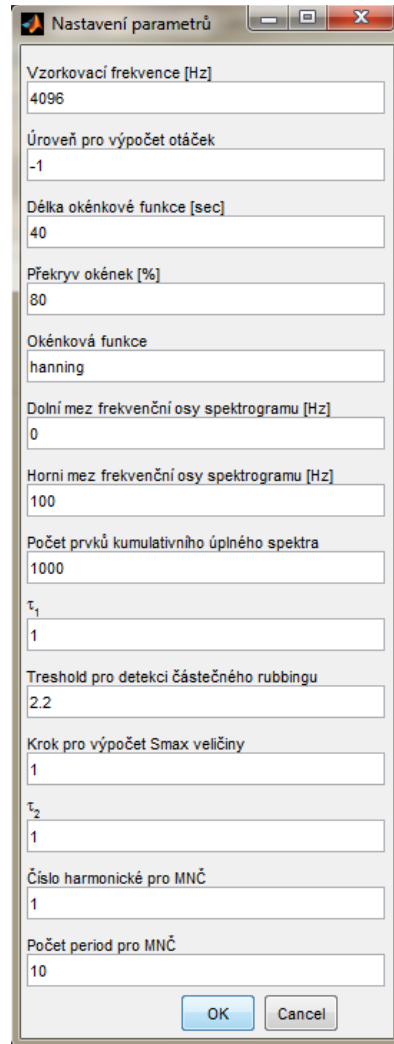 Nastavení parametrů
Vzorkovací frekvence [Hz]
4096
Úroveň pro výpočet otáček
-1
Délka okénkové funkce [sec]
40
Překryv okének [%]
80
Okénková funkce
hanning
Dolní mez frekvenční osy spektrogramu [Hz]
0
Horni mez frekvenční osy spektrogramu [Hz]
100
Počet prvků kumulativního úplného spektra
1000
τ1
1
Treshold pro detekci částečného rubbingu
2.2
Krok pro výpočet Smax veličiny
1
τ2
1
Číslo harmonické pro MNČ
1
Počet period pro MNČ
10
OK Cancel